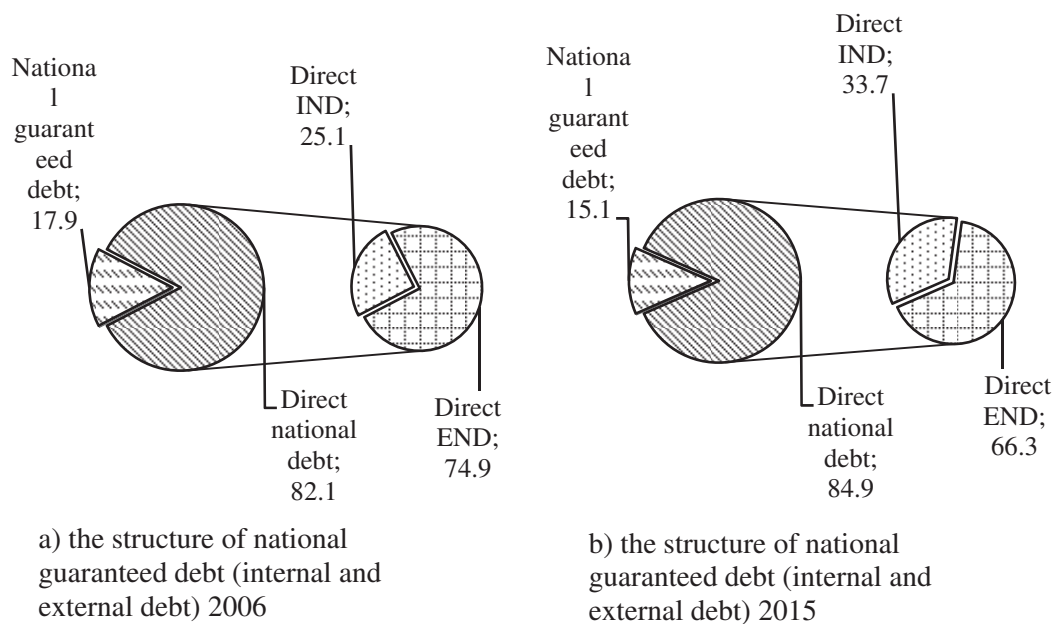 Nationa
l
guarant
eed
debt;
17.9
Direct
IND;
25.1
Direct
national
debt;
82.1
Direct
END;
74.9
a) the structure of national
guaranteed debt (internal and
external debt) 2006
Nationa
l
guarant
eed
debt;
15.1
Direct
IND;
33.7
Direct
national
debt;
84.9
Direct
END;
66.3
b) the structure of national
guaranteed debt (internal and
external debt) 2015